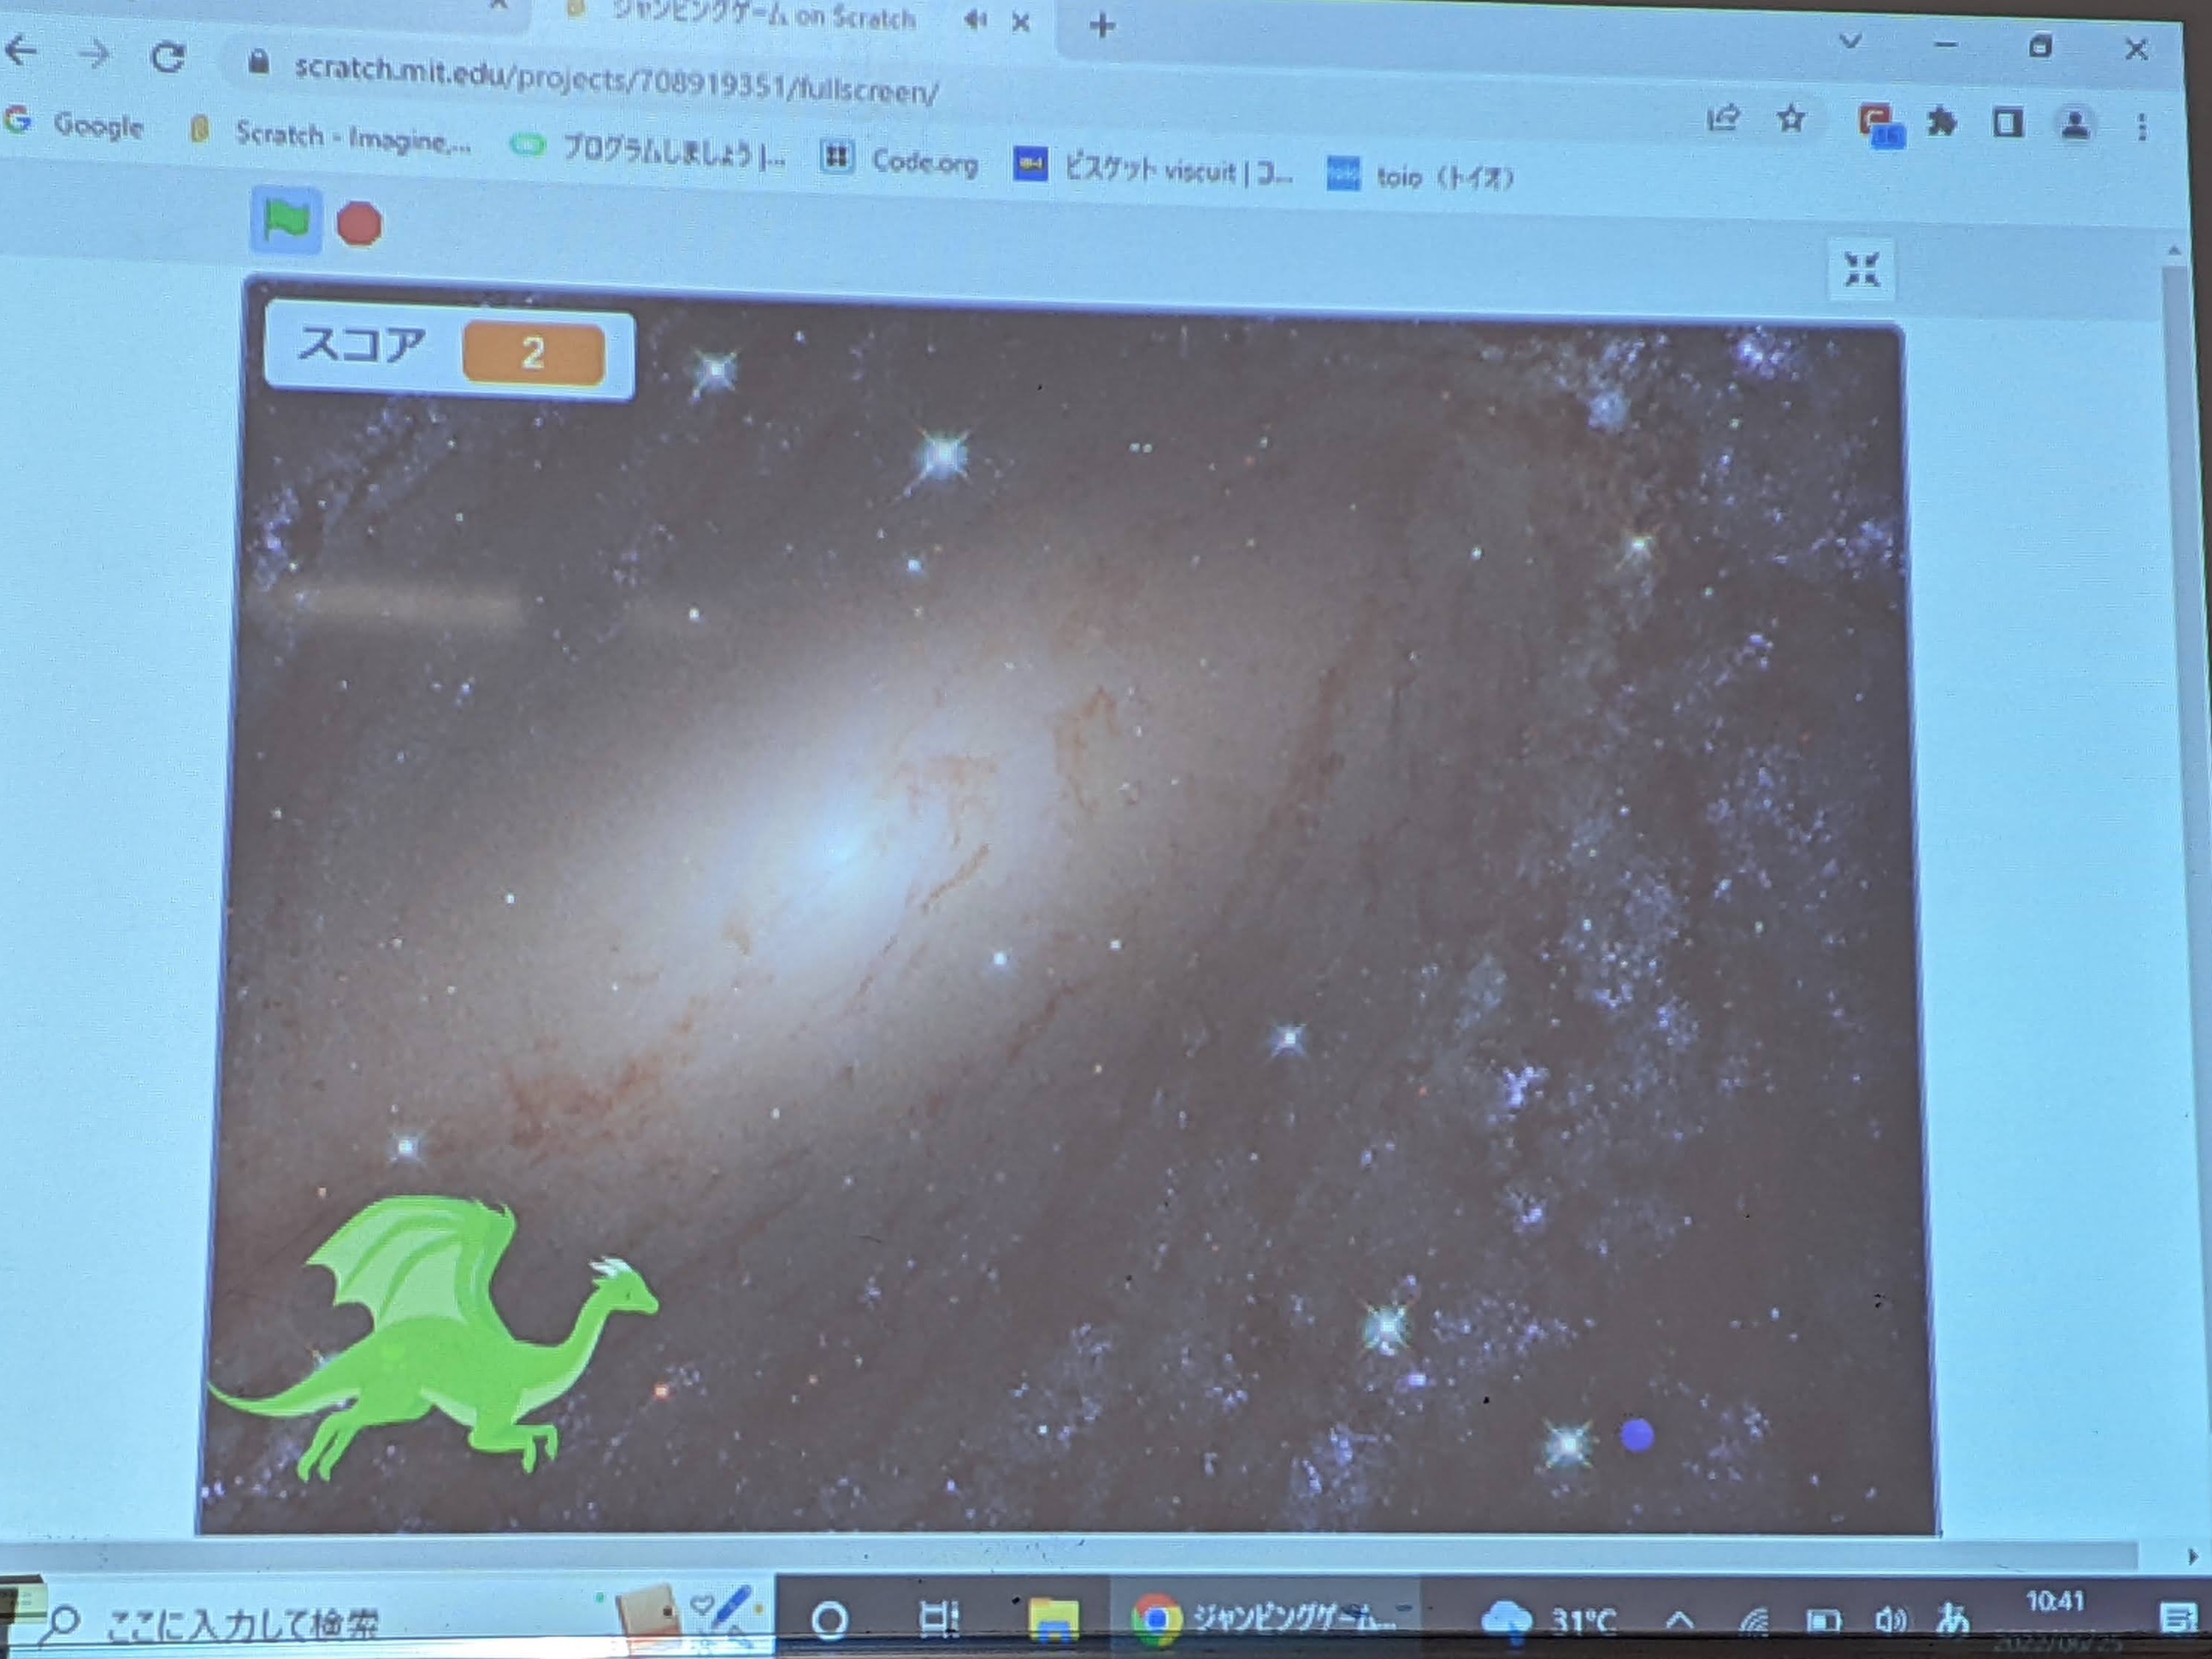 ジャンピングゲーム on Scratch
scratch.mit.edu/projects/708919351/fullscreen/
Google Scratch - Imagine,... プログラムしましょう |... Code.org ビスケット viscuit | コ... toio（トイオ）
スコア 2
ここに入力して検索 ジャンピングゲーム... 31°C あ 10:41
2022/06/25